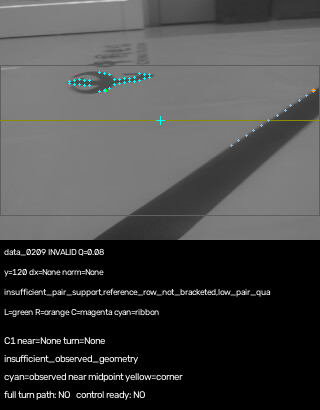 data_0209 INVALID Q=0.08
y=120 dx=None norm=None
insufficient_pair_support,reference_row_not_bracketed,low_pair_qua
L=green R=orange C=magenta cyan=ribbon
C1 near=None turn=None
insufficient_observed_geometry
cyan=observed near midpoint yellow=corner
full turn path: NO control ready: NO